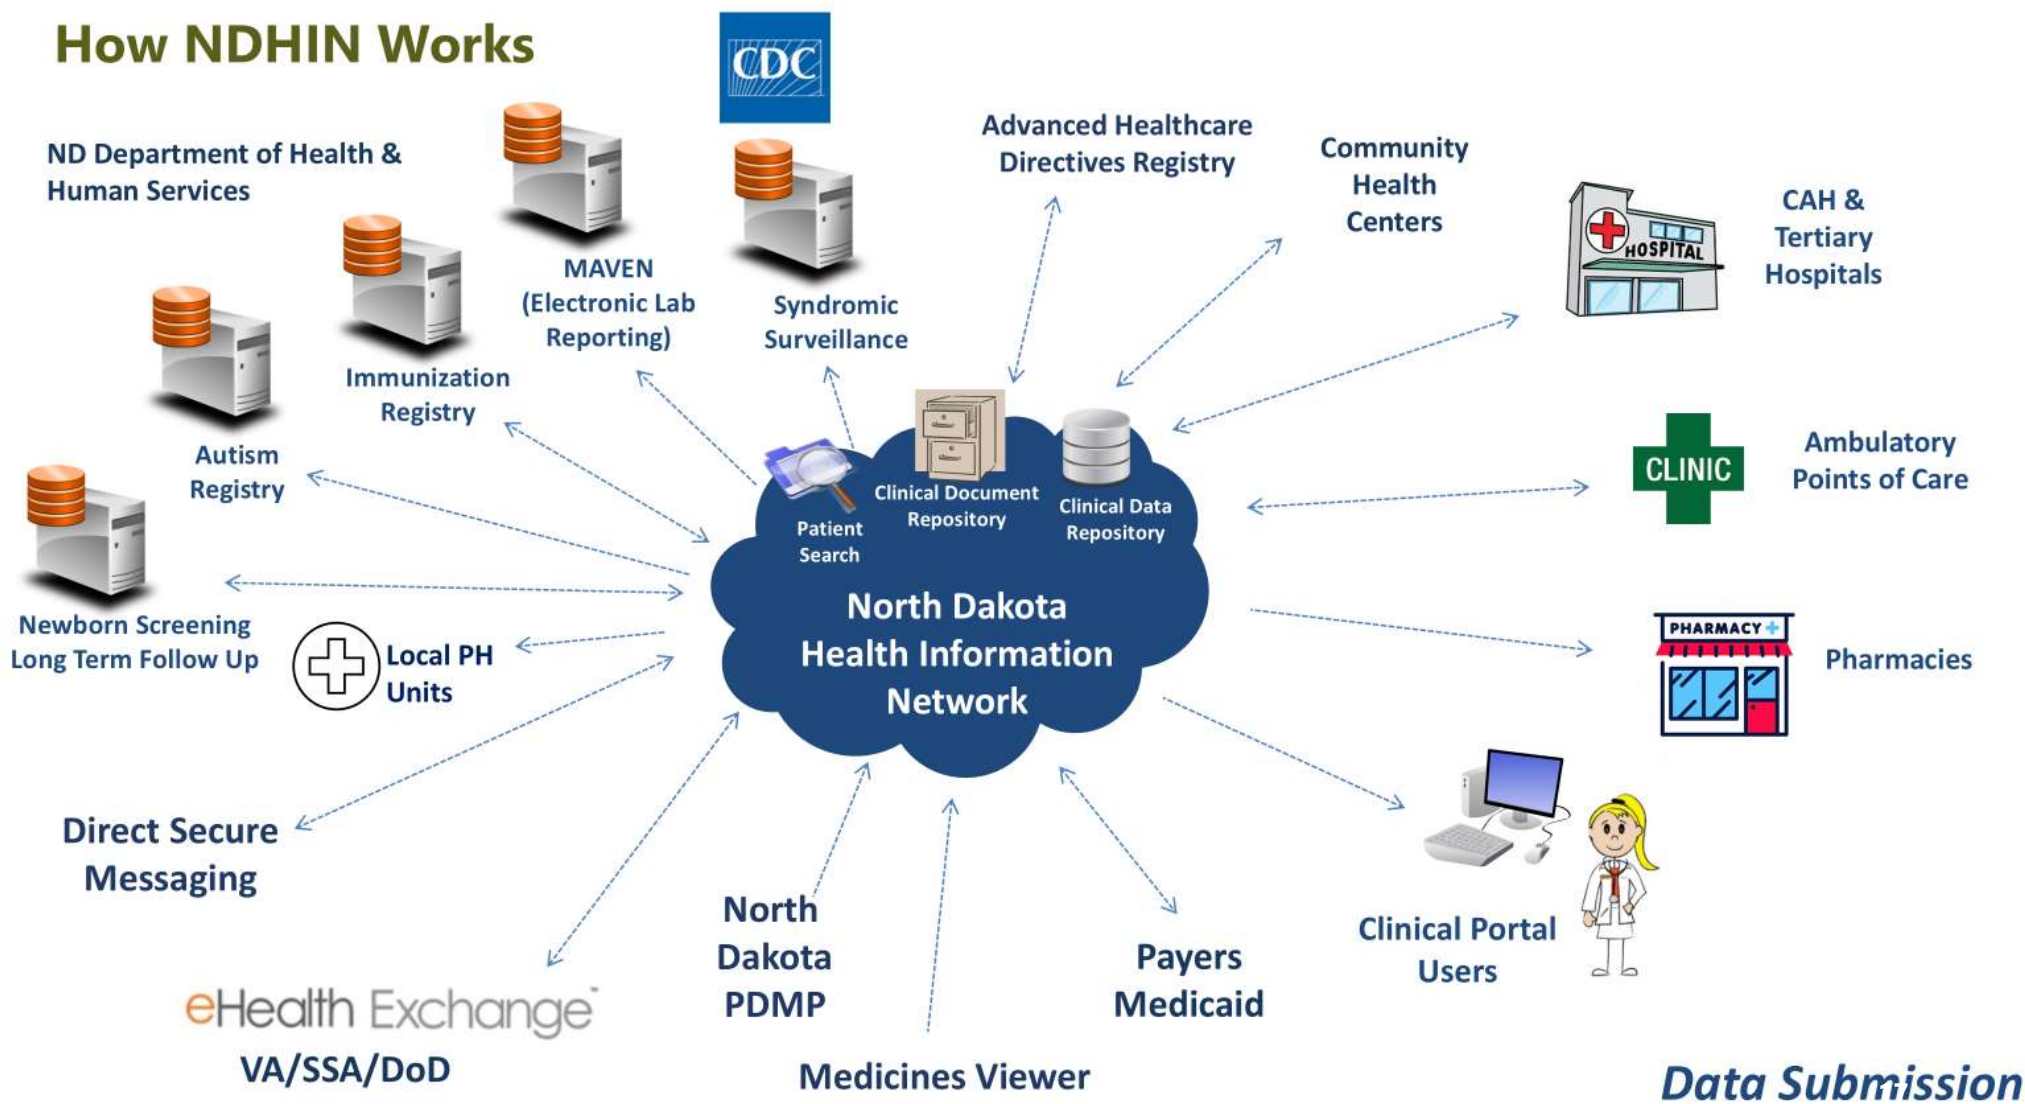 How NDHIN Works
CDC
ND Department of Health &
Human Services
Advanced Healthcare
Directives Registry
Community
Health
Centers
HOSPITAL
CAH &
Tertiary
Hospitals
MAVEN
(Electronic Lab
Reporting)
Syndromic
Surveillance
Immunization
Registry
Autism
Registry
CLINIC
Ambulatory
Points of Care
Patient
Search
Clinical Document
Repository
Clinical Data
Repository
North Dakota
Health Information
Network
Newborn Screening
Long Term Follow Up
Local PH
Units
PHARMACY
Pharmacies
Direct Secure
Messaging
North
Dakota
PDMP
Payers
Medicaid
Clinical Portal
Users
eHealth Exchange™
VA/SSA/DoD
Medicines Viewer
Data Submission